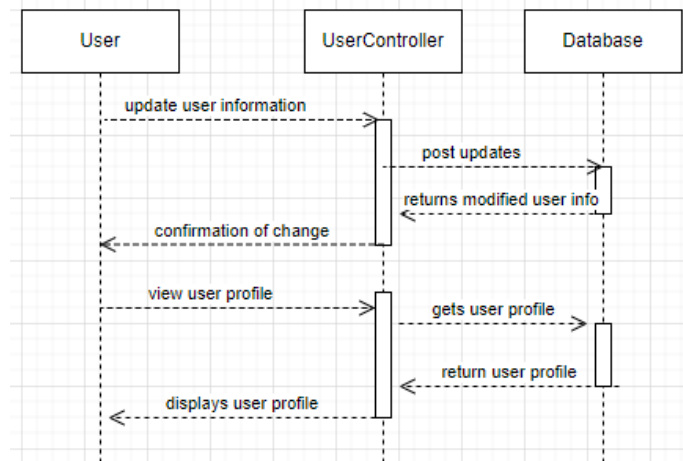 User
UserController
Database
update user information
post updates
returns modified user info
confirmation of change
view user profile
gets user profile
return user profile
displays user profile